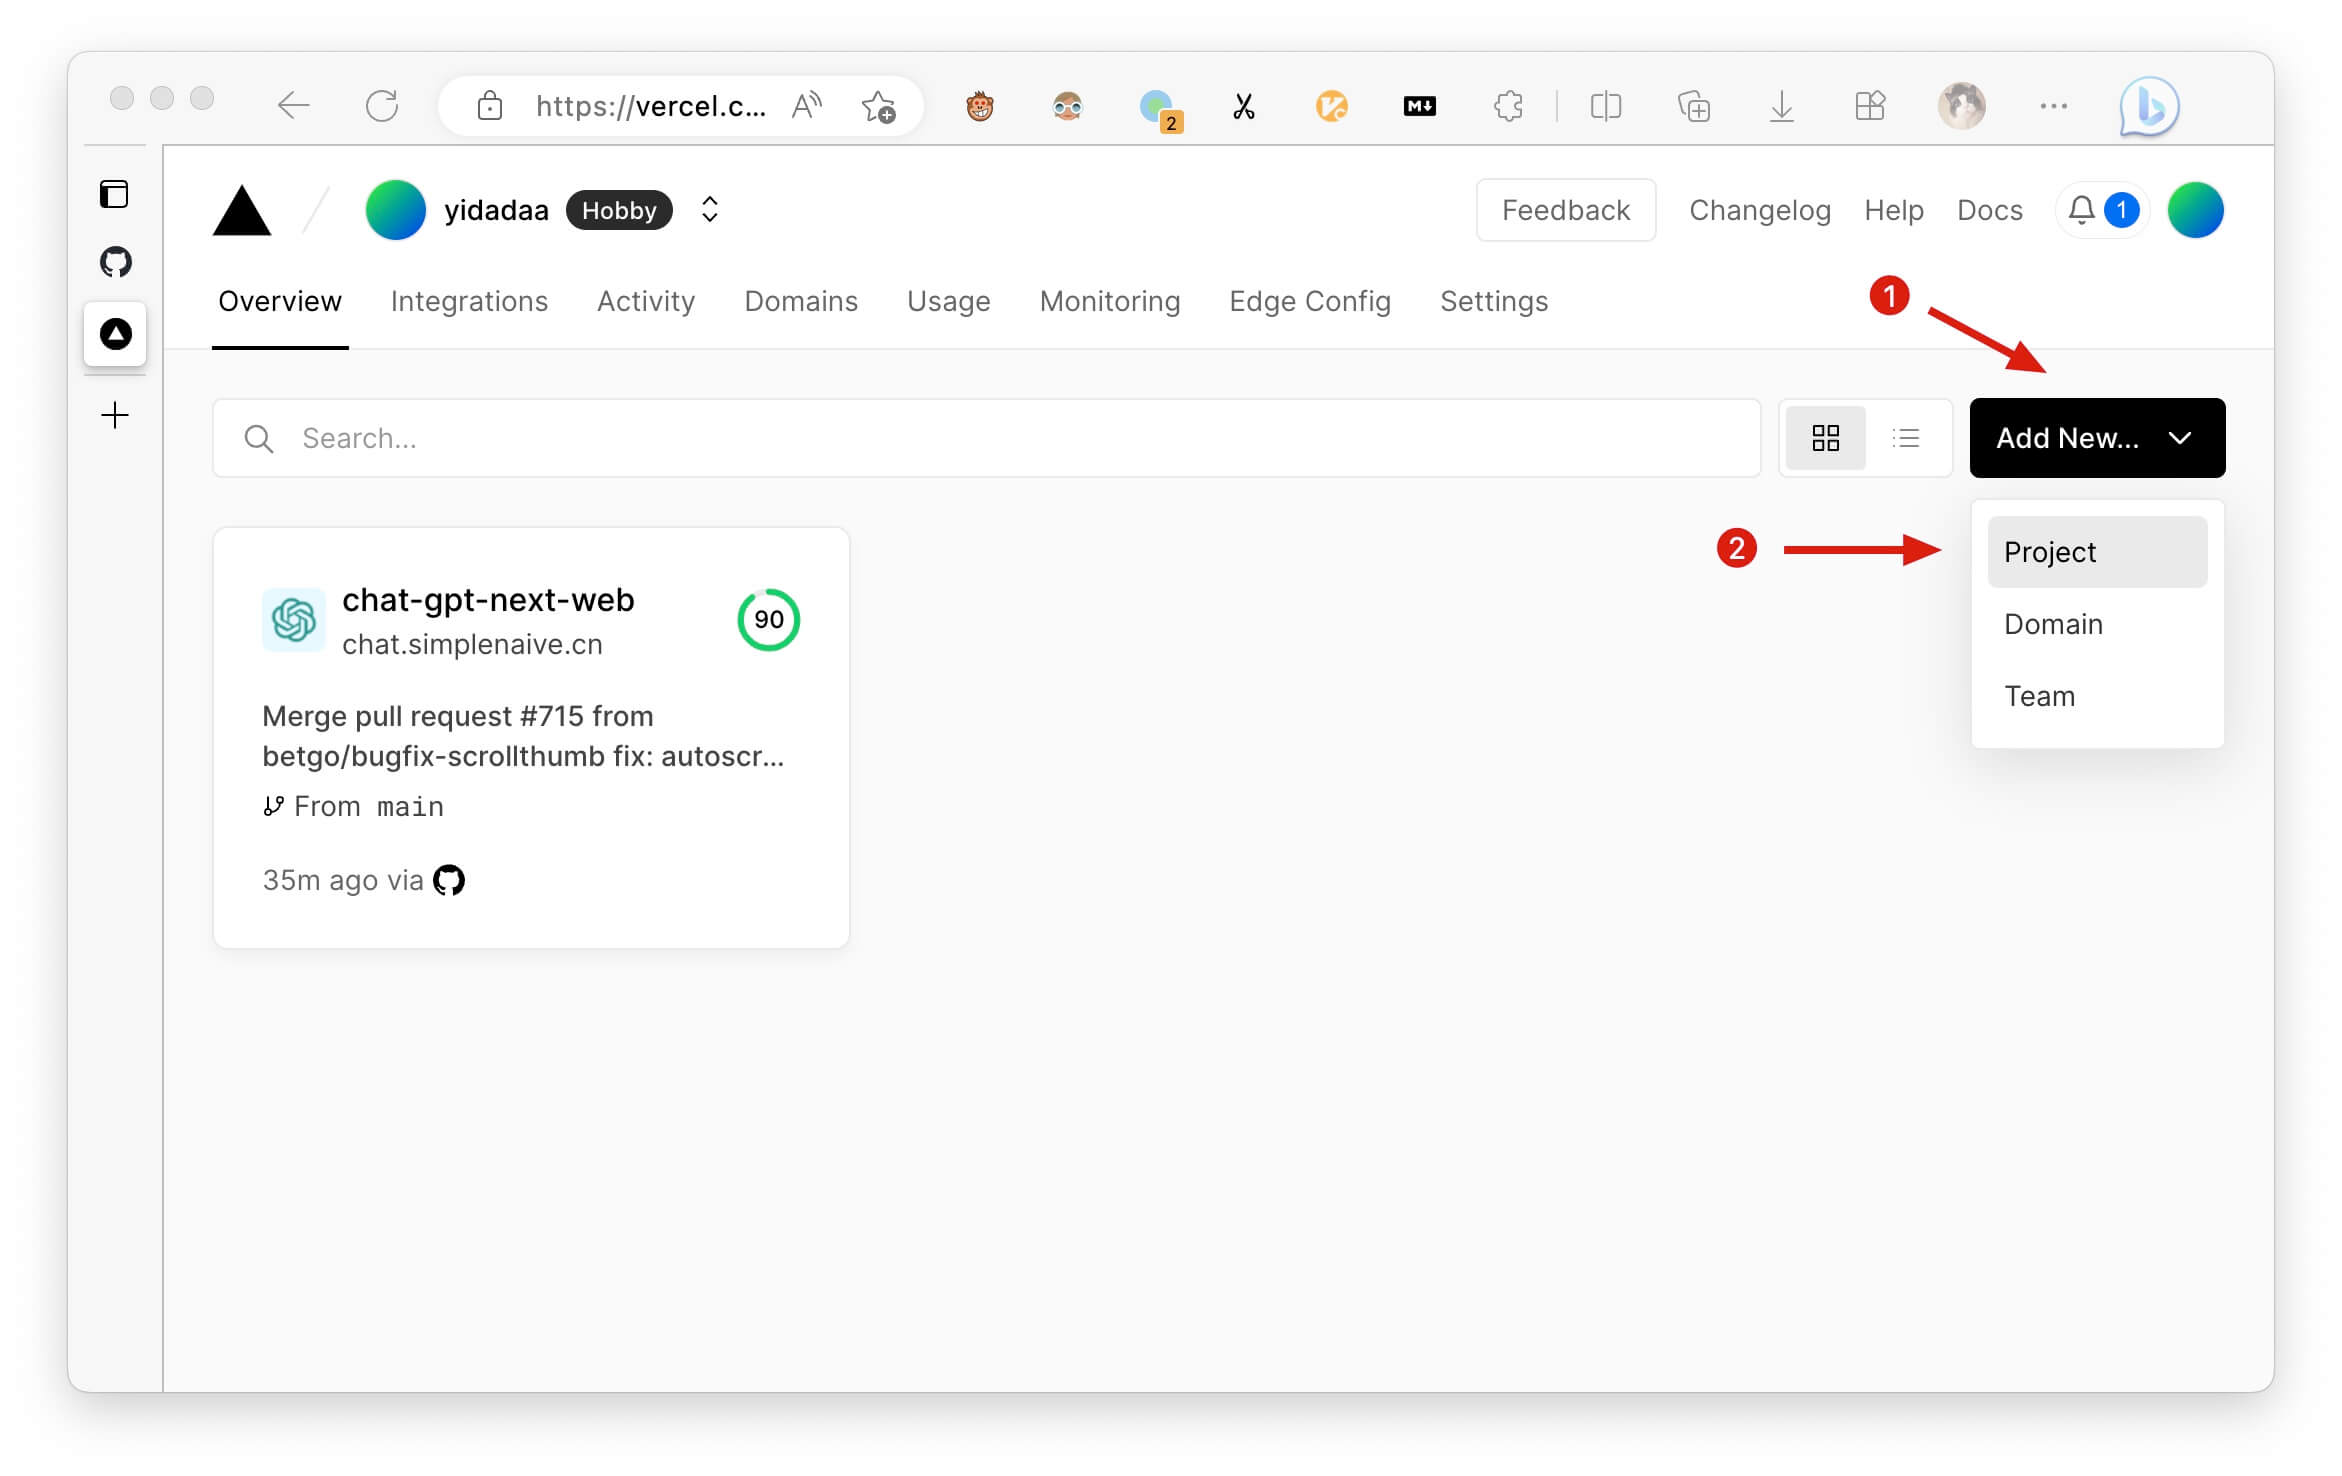 https://vercel.c...
2
M↓
yidadaa
Hobby
Feedback
Changelog
Help
Docs
1
Overview
Integrations
Activity
Domains
Usage
Monitoring
Edge Config
Settings
1
Search...
Add New...
2
Project
Domain
Team
chat-gpt-next-web
90
chat.simplenaive.cn
Merge pull request #715 from
betgo/bugfix-scrollthumb fix: autoscr...
From main
35m ago via